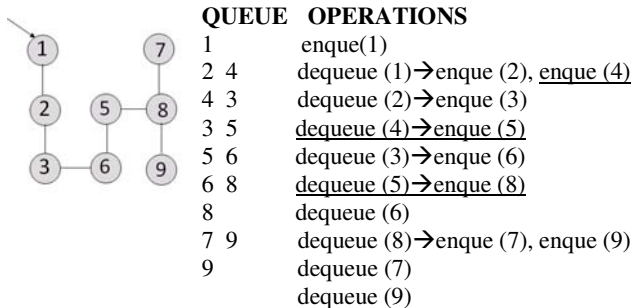 QUEUE OPERATIONS
1 enque(1)
2 4 dequeue (1)→enque (2), enque (4)
4 3 dequeue (2)→enque (3)
3 5 dequeue (4)→enque (5)
5 6 dequeue (3)→enque (6)
6 8 dequeue (5)→enque (8)
8 dequeue (6)
7 9 dequeue (8)→enque (7), enque (9)
9 dequeue (7)
dequeue (9)
1 7
2 5 8
3 6 9